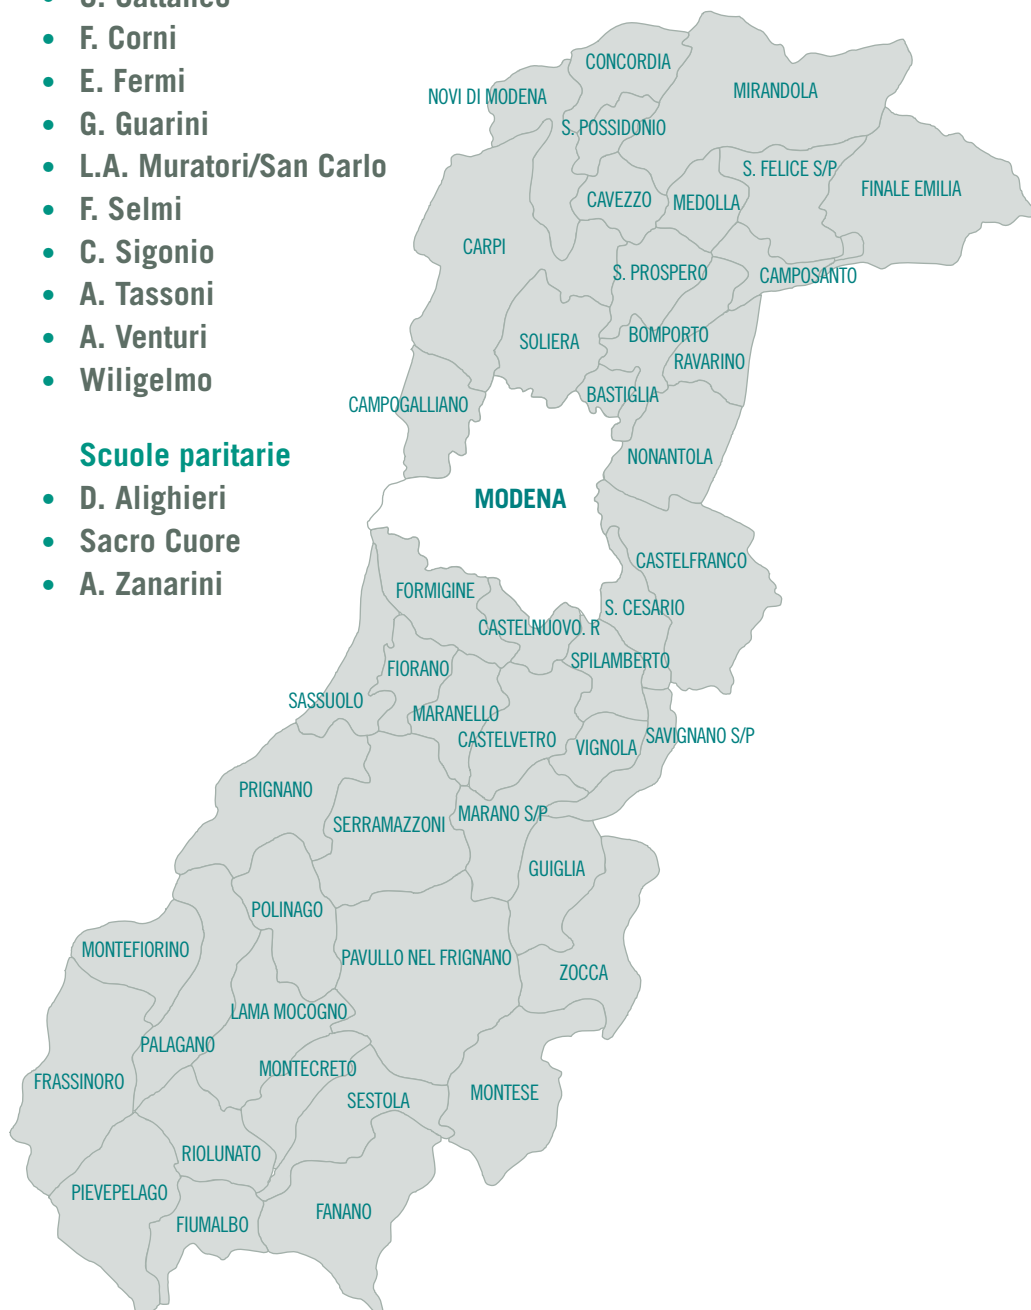 • F. Corni
• E. Fermi
• G. Guarini
• L.A. Muratori/San Carlo
• F. Selmi
• C. Sigonio
• A. Tassoni
• A. Venturi
• Wiligelmo
Scuole paritarie
• D. Alighieri
• Sacro Cuore
• A. Zanarini
CONCORDIA
MIRANDOLA
NOVI DI MODENA
S. POSSIDONIO
S. FELICE S/P
FINALE EMILIA
CAVEZZO
MEDOLLA
CARPI
S. PROSPERO
CAMPOSANTO
SOLIERA
BOMPORTO
RAVARINO
BASTIGLIA
CAMPOGALLIANO
NONANTOLA
MODENA
CASTELFRANCO
FORMIGINE
S. CESARIO
CASTELNUOVO. R
SPILAMBERTO
FIORANO
SASSUOLO
MARANELLO
CASTELVETRO
VIGNOLA
SAVIGNANO S/P
PRIGNANO
MARANO S/P
SERRAMAZZONI
GUIGLIA
POLINAGO
MONTEFIORINO
PAVULLO NEL FRIGNANO
ZOCCA
LAMA MOCOGNO
PALAGANO
MONTECRETO
FRASSINORO
SESTOLA
MONTESE
RIOLUNATO
PIEVEPELAGO
FANANO
FIUMALBO